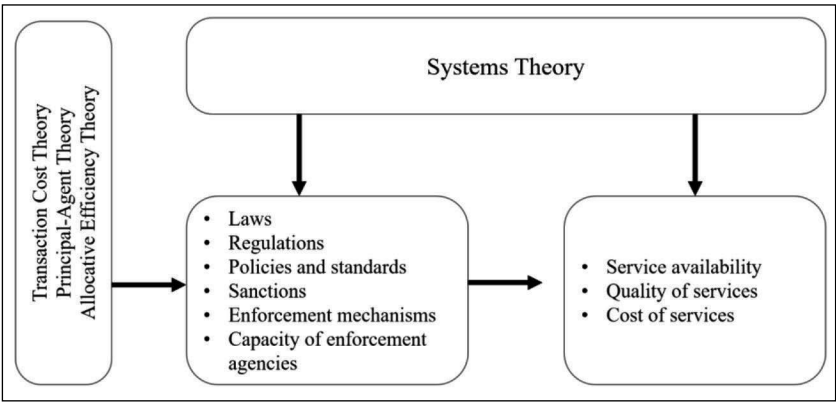 Transaction Cost Theory
Principal-Agent Theory
Allocative Efficiency Theory
Systems Theory
• Laws
• Regulations
• Policies and standards
• Sanctions
• Enforcement mechanisms
• Capacity of enforcement
agencies
• Service availability
• Quality of services
• Cost of services